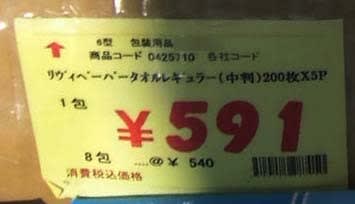 6型 包装用品
商品コード 0425710 各社コード
リヴィペーパータオルレギュラー(中判)200枚X5P
1包
¥591
8包 ....@¥ 540
消費税込価格